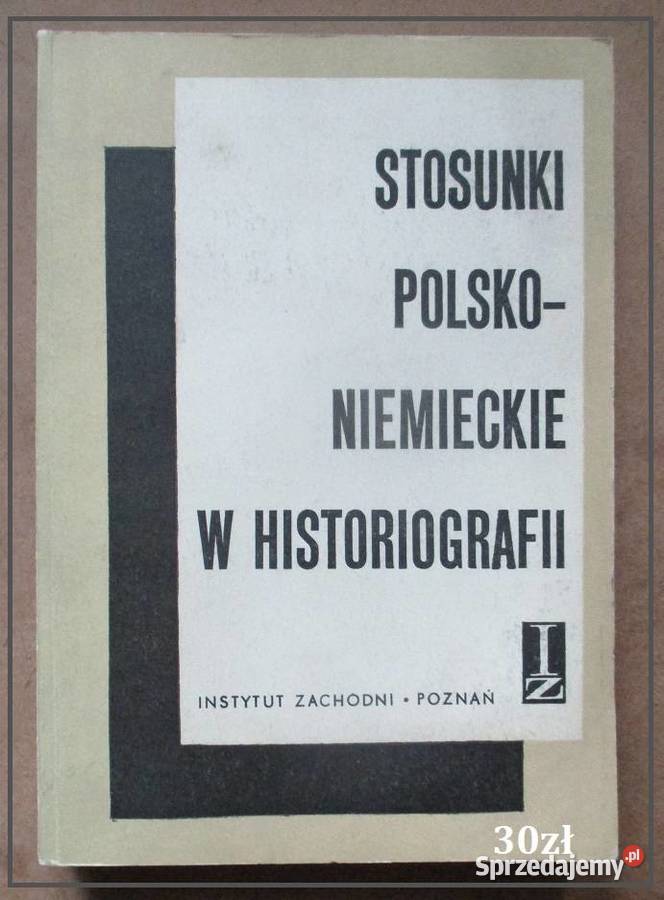 STOSUNKI
POLSKO-
NIEMIECKIE
W HISTORIOGRAFII
IZ
INSTYTUT ZACHODNI • POZNAŃ
30zł
Sprzedajemy.pl